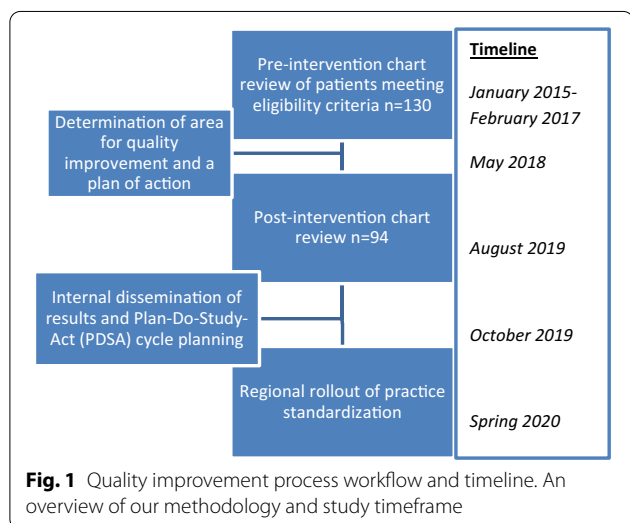 Pre-intervention chart
review of patients meeting
eligibility criteria n=130
Determination of area
for quality
improvement and a
plan of action
Post-intervention chart
review n=94
Internal dissemination of
results and Plan-Do-Study-
Act (PDSA) cycle planning
Regional rollout of practice
standardization
Timeline
January 2015-
February 2017
May 2018
August 2019
October 2019
Spring 2020
Fig. 1 Quality improvement process workflow and timeline. An
overview of our methodology and study timeframe